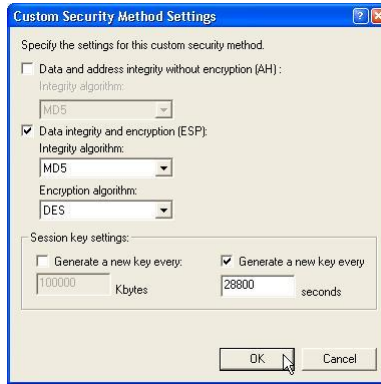 Custom Security Method Settings
Specify the settings for this custom security method.
Data and address integrity without encryption (AH) :
Integrity algorithm:
MD5
Data integrity and encryption (ESP):
Integrity algorithm:
MD5
Encryption algorithm:
DES
Session key settings:
Generate a new key every: Generate a new key every
100000 Kbytes 28800 seconds
OK Cancel